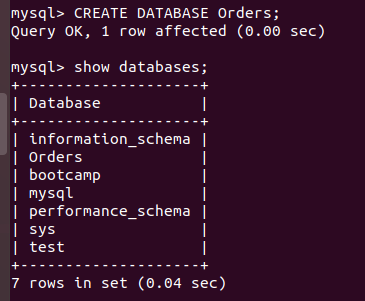 mysql> CREATE DATABASE Orders;
Query OK, 1 row affected (0.00 sec)
mysql> show databases;
+--------------------+
| Database           |
+--------------------+
| information_schema |
| Orders             |
| bootcamp           |
| mysql              |
| performance_schema |
| sys                |
| test               |
+--------------------+
7 rows in set (0.04 sec)